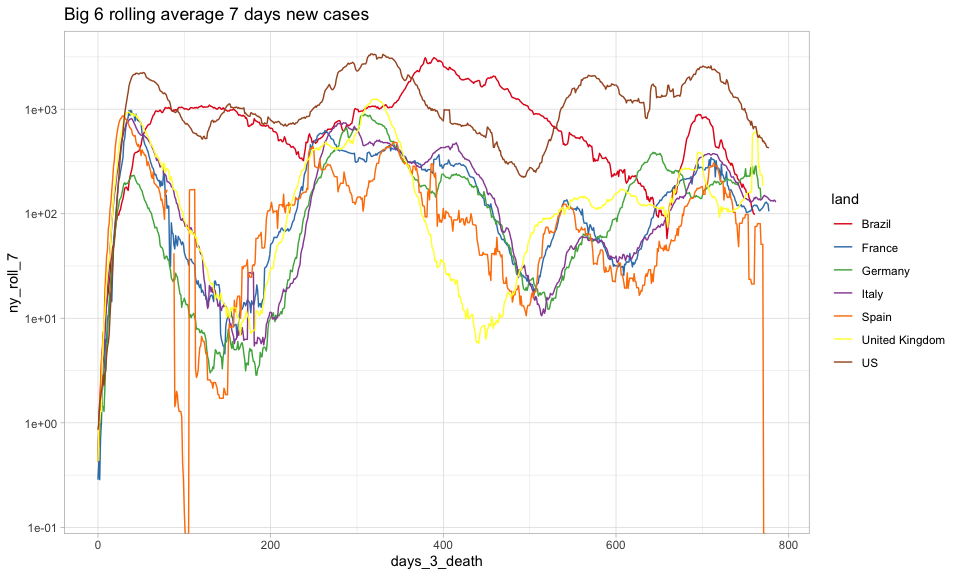 Big 6 rolling average 7 days new cases
ny_roll_7
1e+03
1e+02
1e+01
1e+00
1e-01
0
200
400
600
800
days_3_death
land
Brazil
France
Germany
Italy
Spain
United Kingdom
US